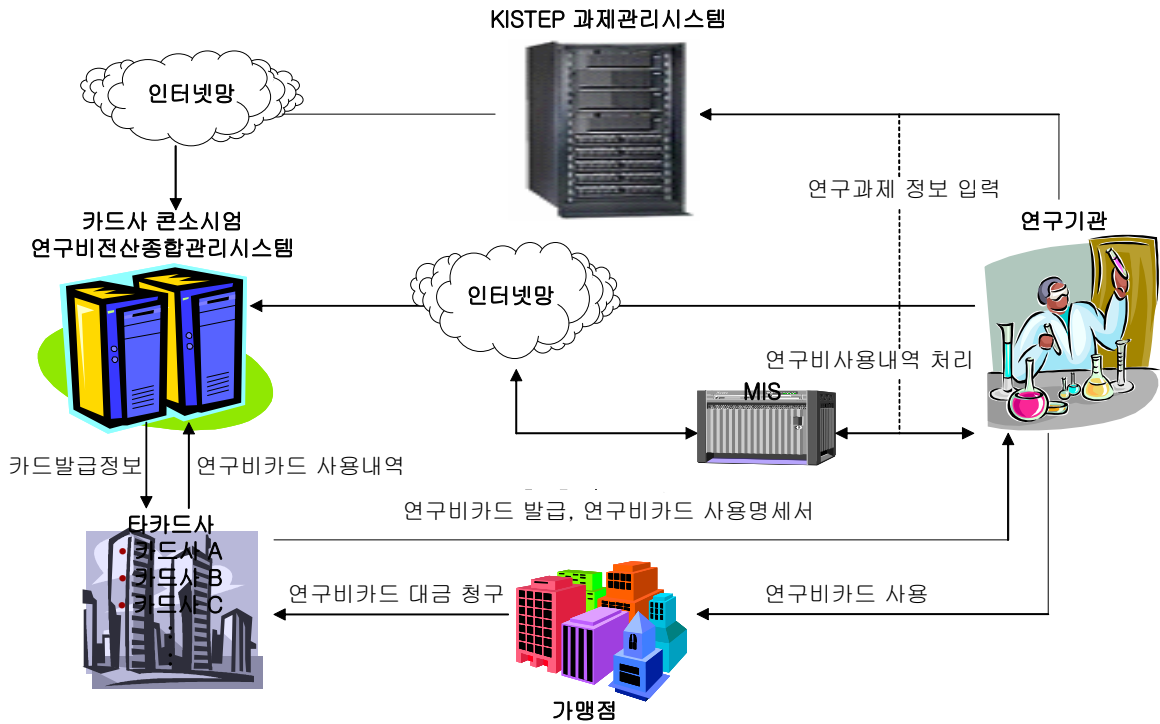 KISTEP 과제관리시스템
인터넷망
연구과제 정보 입력
카드사 콘소시엄
연구비전산종합관리시스템
연구기관
인터넷망
연구비사용내역 처리
MIS
카드발급정보
연구비카드 사용내역
연구비카드 발급, 연구비카드 사용명세서
타카드사
• 카드사 A
• 카드사 B
• 카드사 C
연구비카드 대금 청구
연구비카드 사용
가맹점